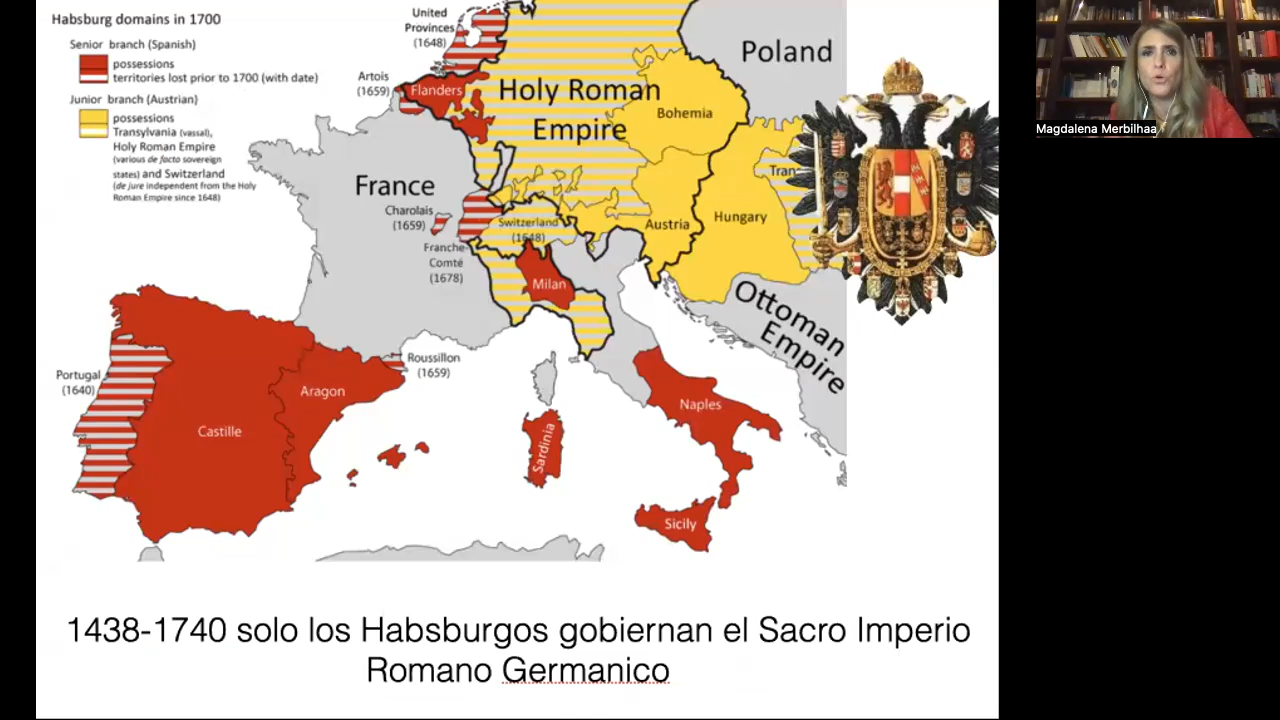 Habsburg domains in 1700
Senior branch (Spanish)
possessions
territories lost prior to 1700 (with date)
Junior branch (Austrian)
possessions
Transylvania (vassal),
Holy Roman Empire
(various de facto sovereign
states) and Switzerland
(de jure independent from the Holy
Roman Empire since 1648)
United
Provinces
(1648)
Artois
(1659)
Flanders
Holy Roman
Empire
Poland
Bohemia
France
Charolais
(1659)
Franche-
Comté
(1678)
Switzerland
(1648)
Austria
Hungary
Tran
Milan
Ottoman
Empire
Portugal
(1640)
Roussillon
(1659)
Aragon
Castille
Naples
Sardinia
Sicily
1438-1740 solo los Habsburgos gobiernan el Sacro Imperio
Romano Germanico
Magdalena Merbilhaa